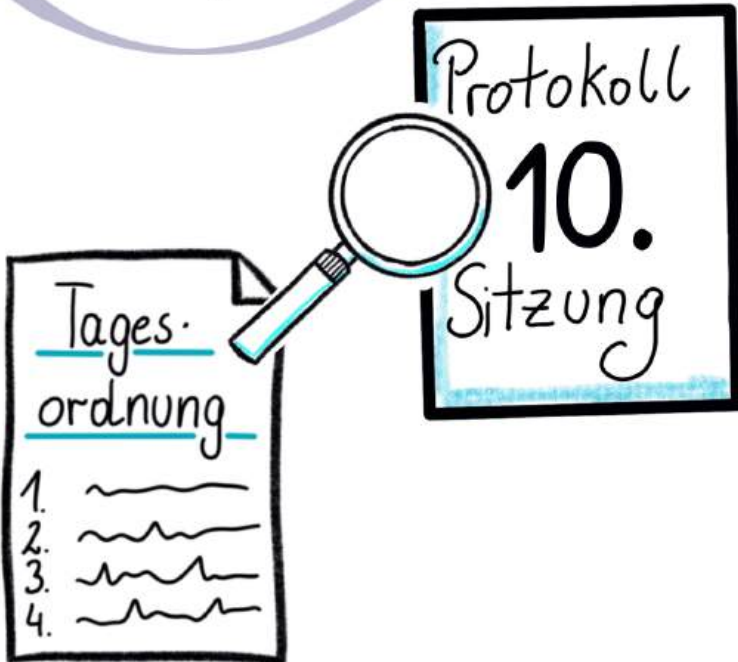 Protokoll
10.
Sitzung
Tages-
ordnung
1.
2.
3.
4.